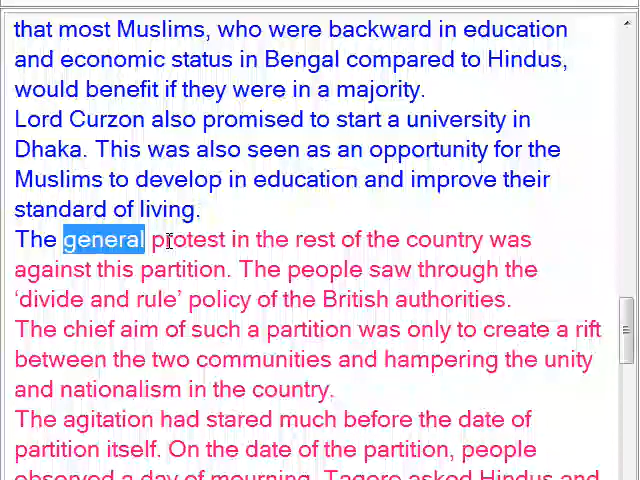 that most Muslims, who were backward in education
and economic status in Bengal compared to Hindus,
would benefit if they were in a majority.
Lord Curzon also promised to start a university in
Dhaka. This was also seen as an opportunity for the
Muslims to develop in education and improve their
standard of living.
The general protest in the rest of the country was
against this partition. The people saw through the
‘divide and rule’ policy of the British authorities.
The chief aim of such a partition was only to create a rift
between the two communities and hampering the unity
and nationalism in the country.
The agitation had stared much before the date of
partition itself. On the date of the partition, people
observed a day of mourning. Tagore asked Hindus and